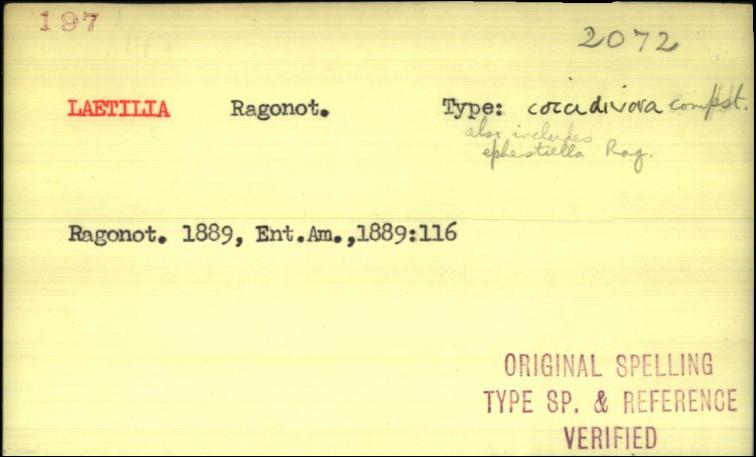 197
2072
LAETILIA Ragonot. Type: coccidivora Compst.
also includes
ephestiella Rag.
Ragonot. 1889, Ent.Am.,1889:116
ORIGINAL SPELLING
TYPE SP. & REFERENCE
VERIFIED